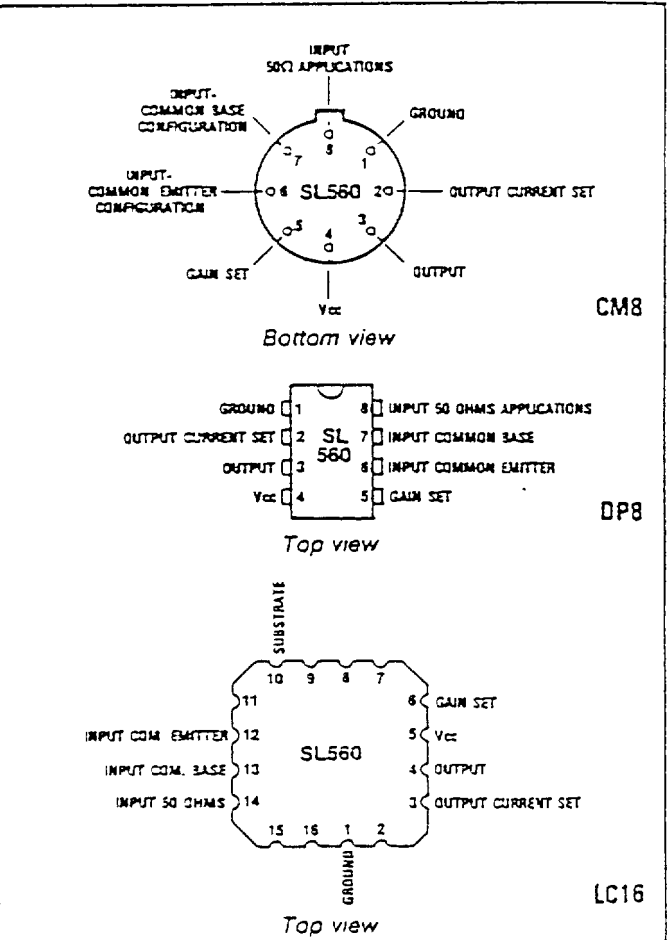 INPUT
50Ω APPLICATIONS
INPUT-
COMMON BASE
CONFIGURATION
GROUND
8
7
1
INPUT-
COMMON EMITTER
CONFIGURATION
6 SL560 2
OUTPUT CURRENT SET
5
4
3
GAIN SET
OUTPUT
Vcc
CM8
Bottom view
GROUND 1 8 INPUT 50 OHMS APPLICATIONS
OUTPUT CURRENT SET 2 SL 7 INPUT COMMON BASE
560
OUTPUT 3 6 INPUT COMMON EMITTER
Vcc 4 5 GAIN SET
DP8
Top view
SUBSTRATE
10 9 8 7
11 6 GAIN SET
INPUT COM. EMITTER 12 5 Vcc
SL560
INPUT COM. BASE 13 4 OUTPUT
INPUT 50 OHMS 14 3 OUTPUT CURRENT SET
15 16 1 2
GROUND
LC16
Top view